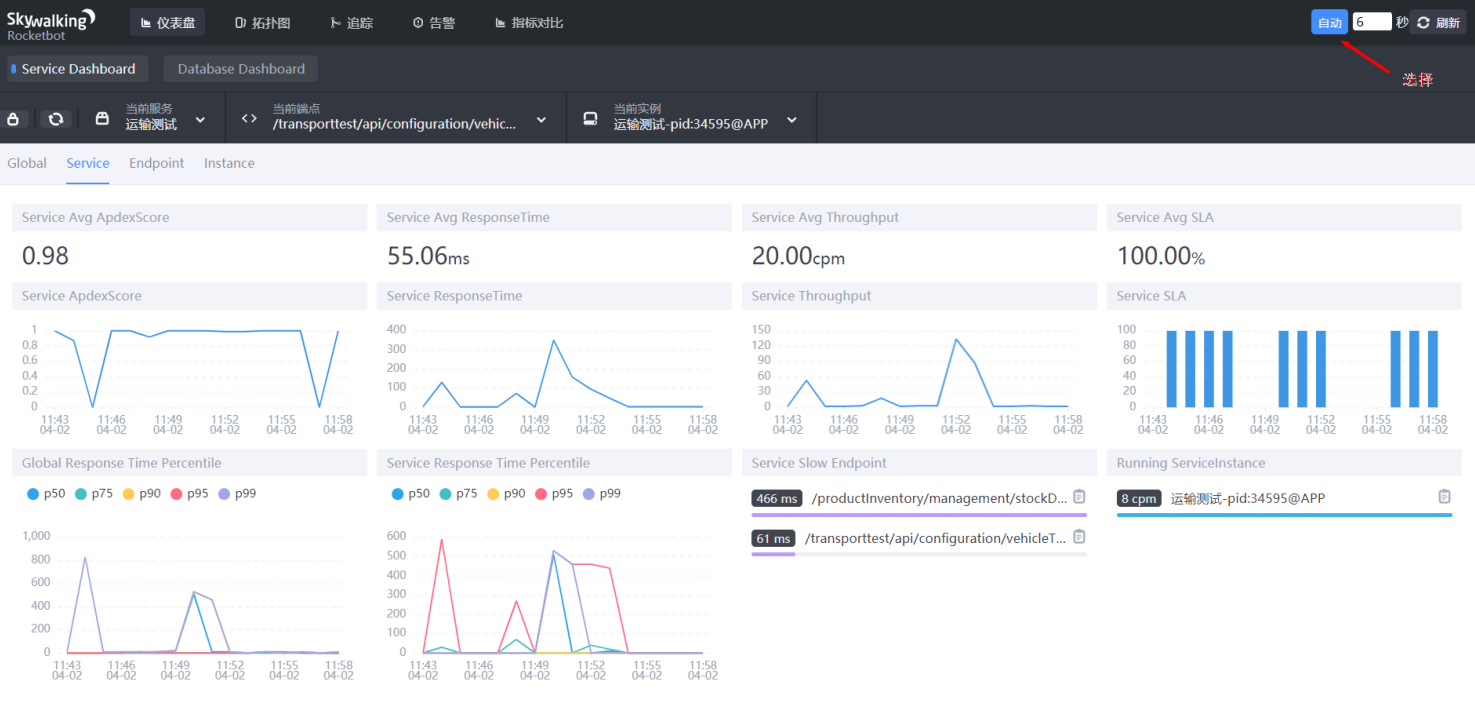 Skywalking
Rocketbot
仪表盘
拓扑图
追踪
告警
指标对比
自动
6
秒
刷新
选择
Service Dashboard
Database Dashboard
当前服务
运输测试
当前端点
/transporttest/api/configuration/vehic...
当前实例
运输测试-pid:34595@APP
Global
Service
Endpoint
Instance
Service Avg ApdexScore
0.98
Service Avg ResponseTime
55.06ms
Service Avg Throughput
20.00cpm
Service Avg SLA
100.00%
Service ApdexScore
1
0.8
0.6
0.4
0.2
0
11:43 11:46 11:49 11:52 11:55 11:58
04-02 04-02 04-02 04-02 04-02 04-02
Service ResponseTime
400
300
200
100
0
11:43 11:46 11:49 11:52 11:55 11:58
04-02 04-02 04-02 04-02 04-02 04-02
Service Throughput
150
120
90
60
30
0
11:43 11:46 11:49 11:52 11:55 11:58
04-02 04-02 04-02 04-02 04-02 04-02
Service SLA
100
80
60
40
20
0
11:43 11:46 11:49 11:52 11:55 11:58
04-02 04-02 04-02 04-02 04-02 04-02
Global Response Time Percentile
p50 p75 p90 p95 p99
1,000
800
600
400
200
0
11:43 11:46 11:49 11:52 11:55 11:58
04-02 04-02 04-02 04-02 04-02 04-02
Service Response Time Percentile
p50 p75 p90 p95 p99
600
500
400
300
200
100
0
11:43 11:46 11:49 11:52 11:55 11:58
04-02 04-02 04-02 04-02 04-02 04-02
Service Slow Endpoint
466 ms /productInventory/management/stockD...
61 ms /transporttest/api/configuration/vehicleT...
Running ServiceInstance
8 cpm 运输测试-pid:34595@APP